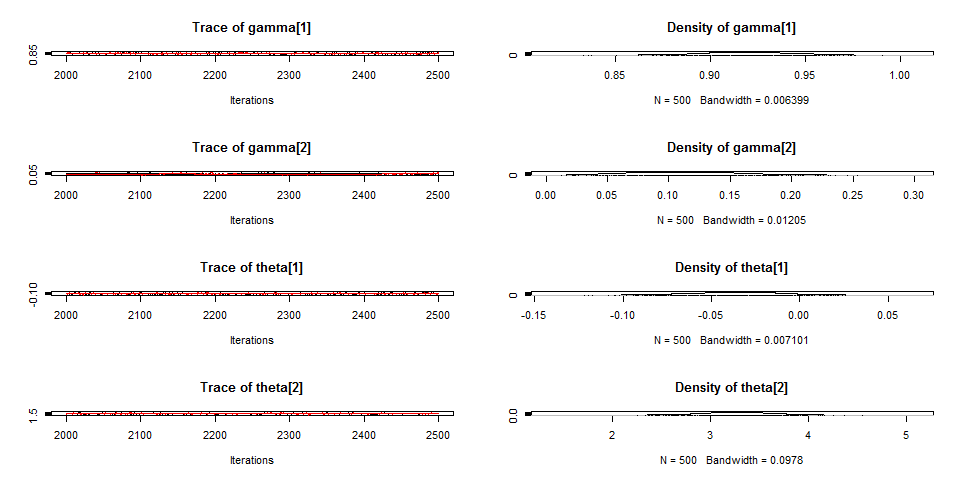 Trace of gamma[1]
0.85
2000 2100 2200 2300 2400 2500
Iterations
Density of gamma[1]
0
0.85 0.90 0.95 1.00
N = 500 Bandwidth = 0.006399
Trace of gamma[2]
0.05
2000 2100 2200 2300 2400 2500
Iterations
Density of gamma[2]
0
0.00 0.05 0.10 0.15 0.20 0.25 0.30
N = 500 Bandwidth = 0.01205
Trace of theta[1]
-0.10
2000 2100 2200 2300 2400 2500
Iterations
Density of theta[1]
0
-0.15 -0.10 -0.05 0.00 0.05
N = 500 Bandwidth = 0.007101
Trace of theta[2]
1.5
2000 2100 2200 2300 2400 2500
Iterations
Density of theta[2]
0.0
2 3 4 5
N = 500 Bandwidth = 0.0978